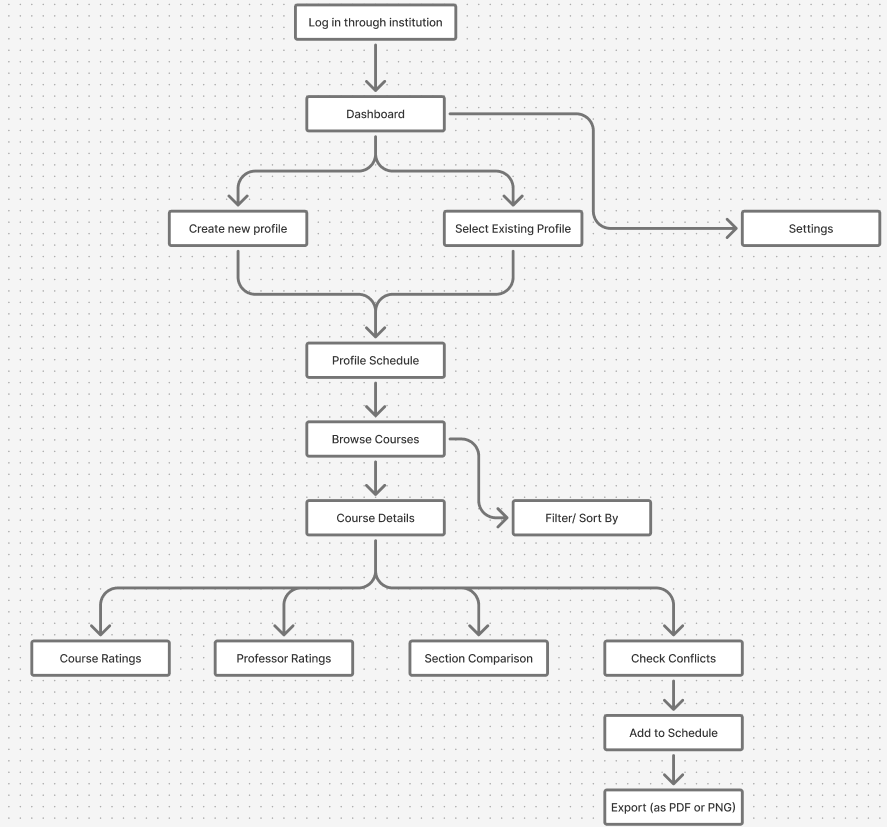 Log in through institution
Dashboard
Create new profile
Select Existing Profile
Settings
Profile Schedule
Browse Courses
Course Details
Filter/ Sort By
Course Ratings
Professor Ratings
Section Comparison
Check Conflicts
Add to Schedule
Export (as PDF or PNG)